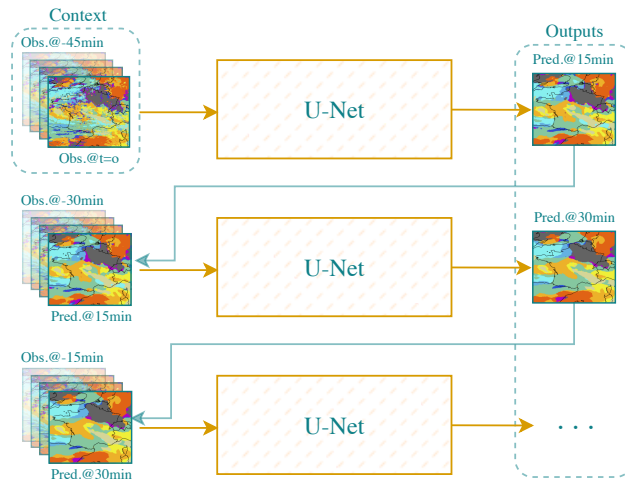 Context
Obs.@-45min
Obs.@t=o
U-Net
Outputs
Pred.@15min
Obs.@-30min
Pred.@15min
U-Net
Pred.@30min
Obs.@-15min
Pred.@30min
U-Net
. . .